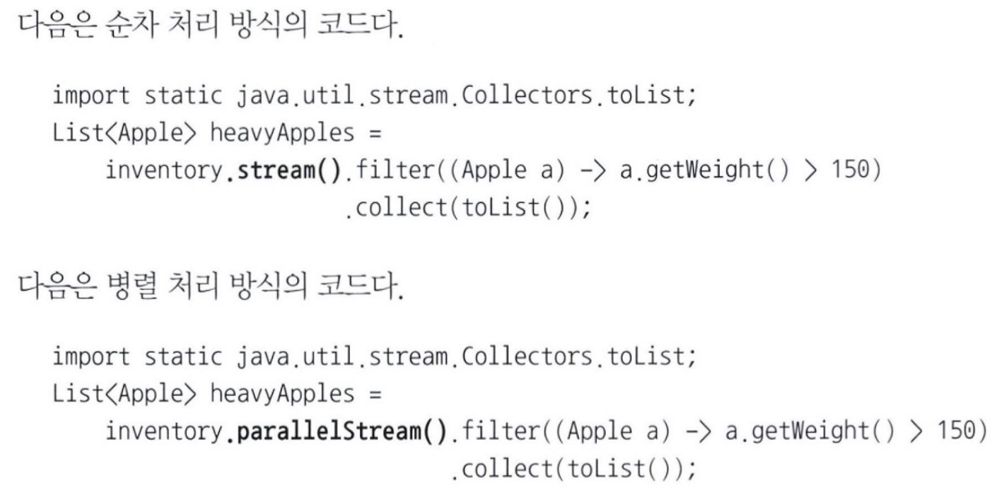 다음은 순차 처리 방식의 코드다.
import static java.util.stream.Collectors.toList;
List<Apple> heavyApples =
inventory.stream().filter((Apple a) -> a.getWeight() > 150)
.collect(toList());
다음은 병렬 처리 방식의 코드다.
import static java.util.stream.Collectors.toList;
List<Apple> heavyApples =
inventory.parallelStream().filter((Apple a) -> a.getWeight() > 150)
.collect(toList());